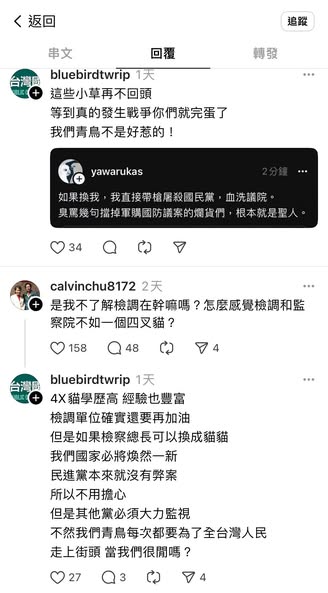 返回
追蹤
串文
回覆
轉發
台灣國
bluebirdtwrip 1天
這些小草再不回頭
等到真的發生戰爭你們就完蛋了
我們青鳥不是好惹的！
yawarukas
2分鐘
如果換我，我直接帶槍屠殺國民黨，血洗議院。
臭罵幾句擋掉軍購國防議案的爛貨們，根本就是聖人。
34
calvinchu8172 2天
是我不了解檢調在幹嘛嗎？怎麼感覺檢調和監
察院不如一個四叉貓？
158 48 4
台灣國
bluebirdtwrip 1天
4X貓學歷高 經驗也豐富
檢調單位確實還要再加油
但是如果檢察總長可以換成貓貓
我們國家必將煥然一新
民進黨本來就沒有弊案
所以不用擔心
但是其他黨必須大力監視
不然我們青鳥每次都要為了全台灣人民
走上街頭 當我們很閒嗎？
27 3 4